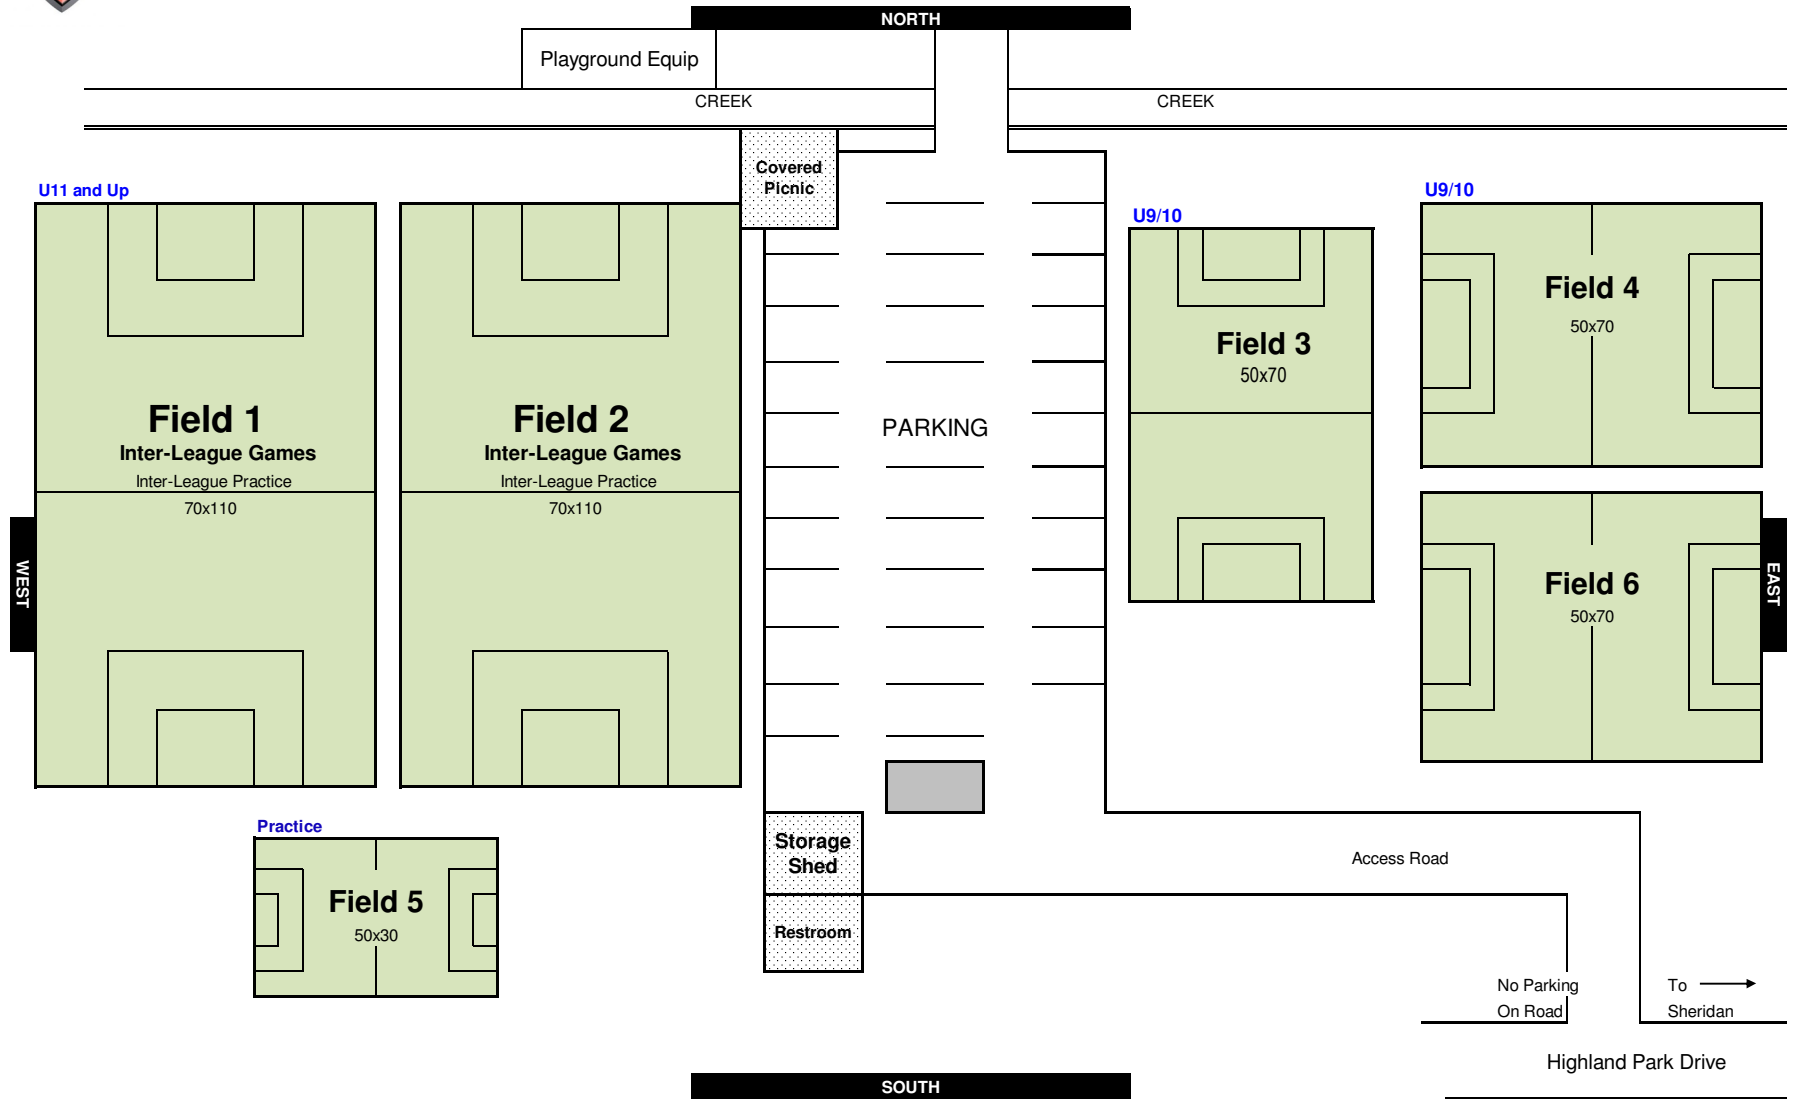 NORTH
Playground Equip
CREEK
CREEK
Covered
Picnic
U11 and Up
U9/10
U9/10
Field 1
Inter-League Games
Inter-League Practice
70x110
Field 2
Inter-League Games
Inter-League Practice
70x110
PARKING
Field 3
50x70
Field 4
50x70
WEST
Field 6
50x70
EAST
Practice
Field 5
50x30
Storage
Shed
Restroom
Access Road
No Parking
On Road
To
Sheridan
Highland Park Drive
SOUTH